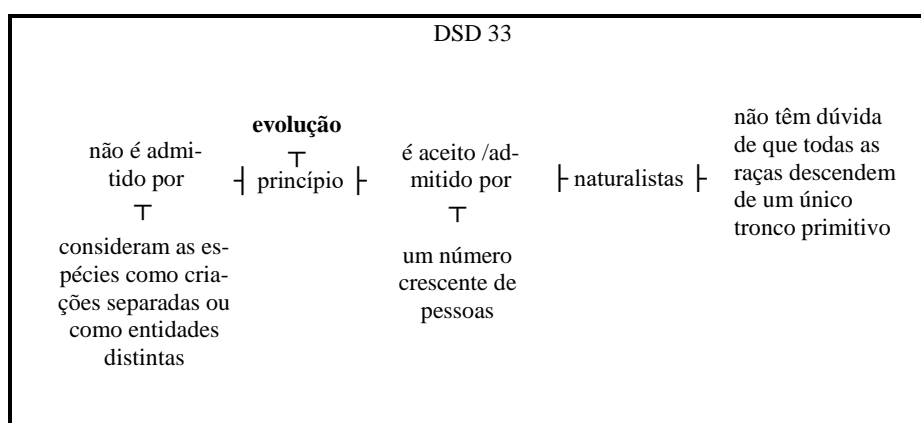 DSD 33
evolução
┬
não é admi-
tido por
┬
consideram as es-
pécies como cria-
ções separadas ou
como entidades
distintas
┤ princípio ├
é aceito /ad-
mitido por
┬
um número
crescente de
pessoas
├ naturalistas ├
não têm dúvida
de que todas as
raças descendem
de um único
tronco primitivo